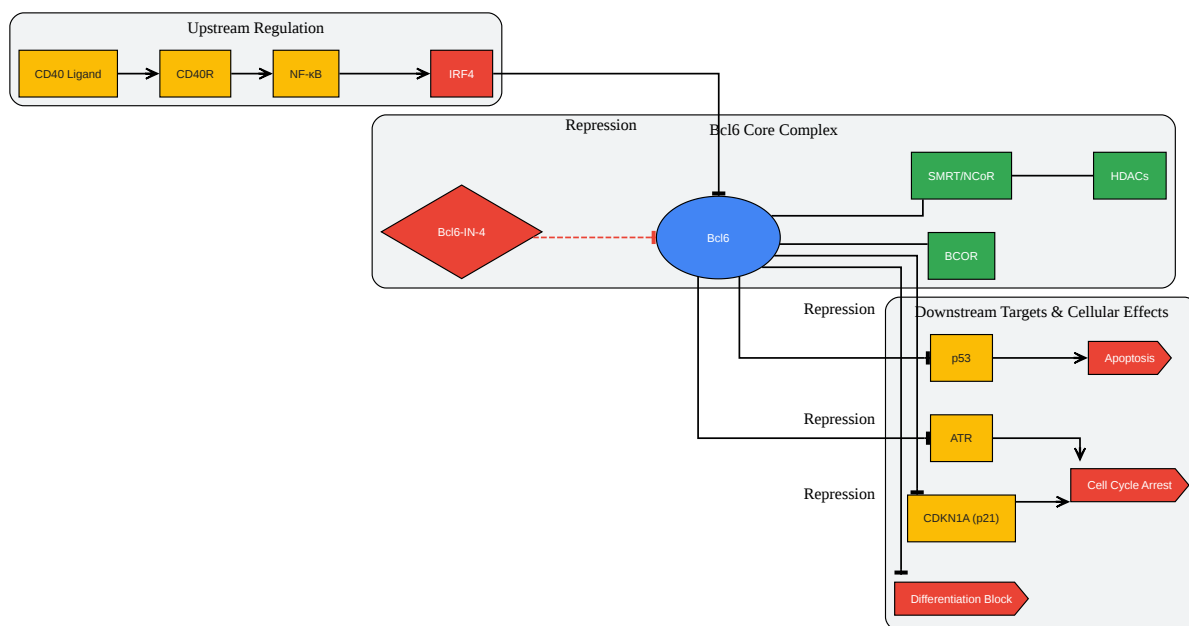 Upstream Regulation
CD40 Ligand
CD40R
NF-κB
IRF4
Repression
Bcl6 Core Complex
SMRT/NCoR
HDACs
Bcl6-IN-4
Bcl6
BCOR
Repression
Downstream Targets & Cellular Effects
p53
Apoptosis
Repression
ATR
Cell Cycle Arrest
Repression
CDKN1A (p21)
Differentiation Block